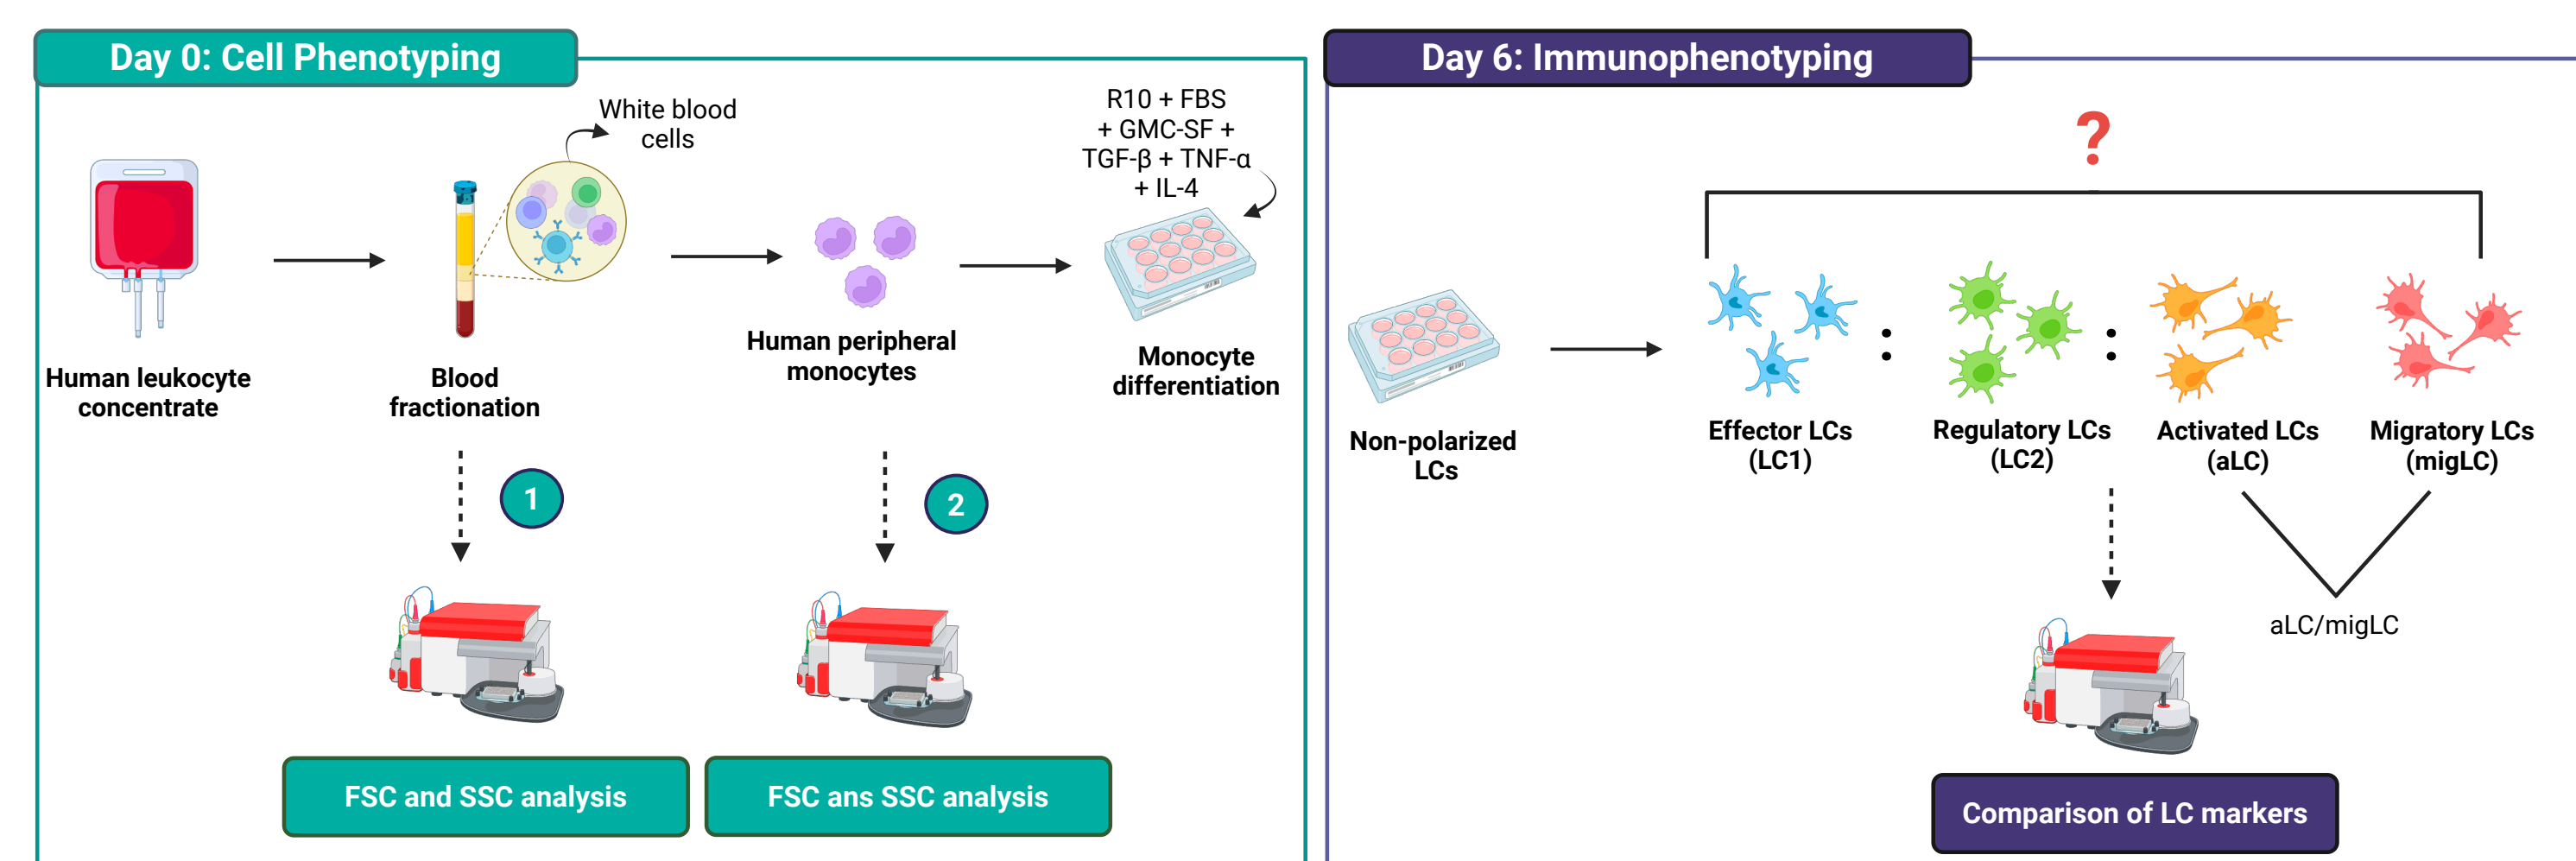 Day 0: Cell Phenotyping
White blood
cells
R10 + FBS
+ GMC-SF +
TGF-β + TNF-α
+ IL-4
Human leukocyte
concentrate
Blood
fractionation
Human peripheral
monocytes
Monocyte
differentiation
1
2
FSC and SSC analysis
FSC ans SSC analysis
Day 6: Immunophenotyping
?
Non-polarized
LCs
Effector LCs
(LC1)
:
Regulatory LCs
(LC2)
:
Activated LCs
(aLC)
Migratory LCs
(migLC)
aLC/migLC
Comparison of LC markers